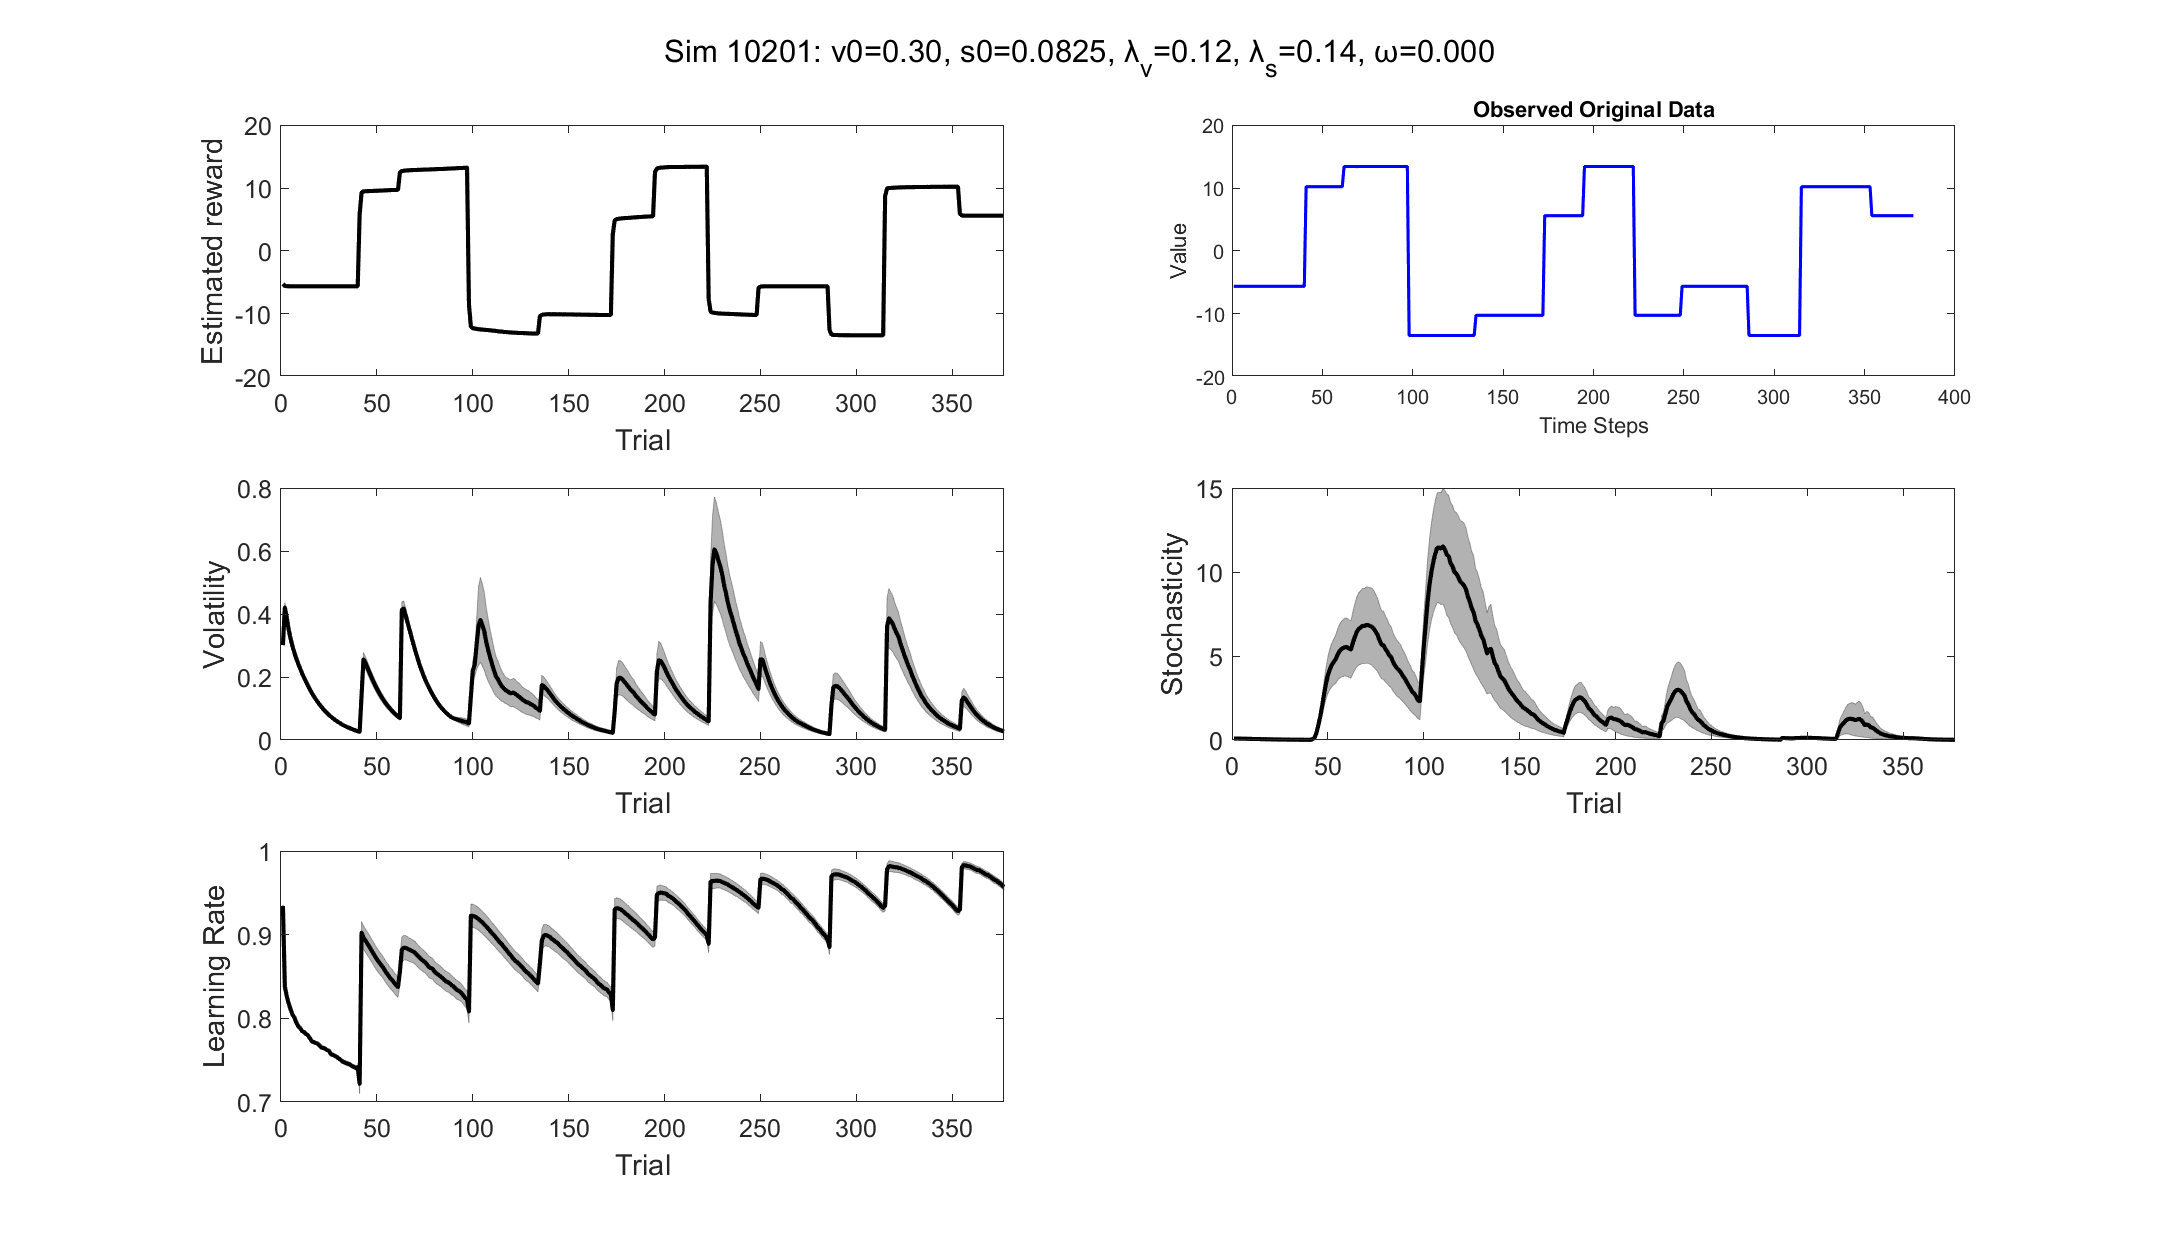 Sim 10201: v0=0.30, s0=0.0825, λ_v=0.12, λ_s=0.14, ω=0.000
Estimated reward
20
10
0
-10
-20
0 50 100 150 200 250 300 350
Trial
Observed Original Data
Value
20
10
0
-10
-20
0 50 100 150 200 250 300 350 400
Time Steps
Volatility
0.8
0.6
0.4
0.2
0
0 50 100 150 200 250 300 350
Trial
Stochasticity
15
10
5
0
0 50 100 150 200 250 300 350
Trial
Learning Rate
1
0.9
0.8
0.7
0 50 100 150 200 250 300 350
Trial